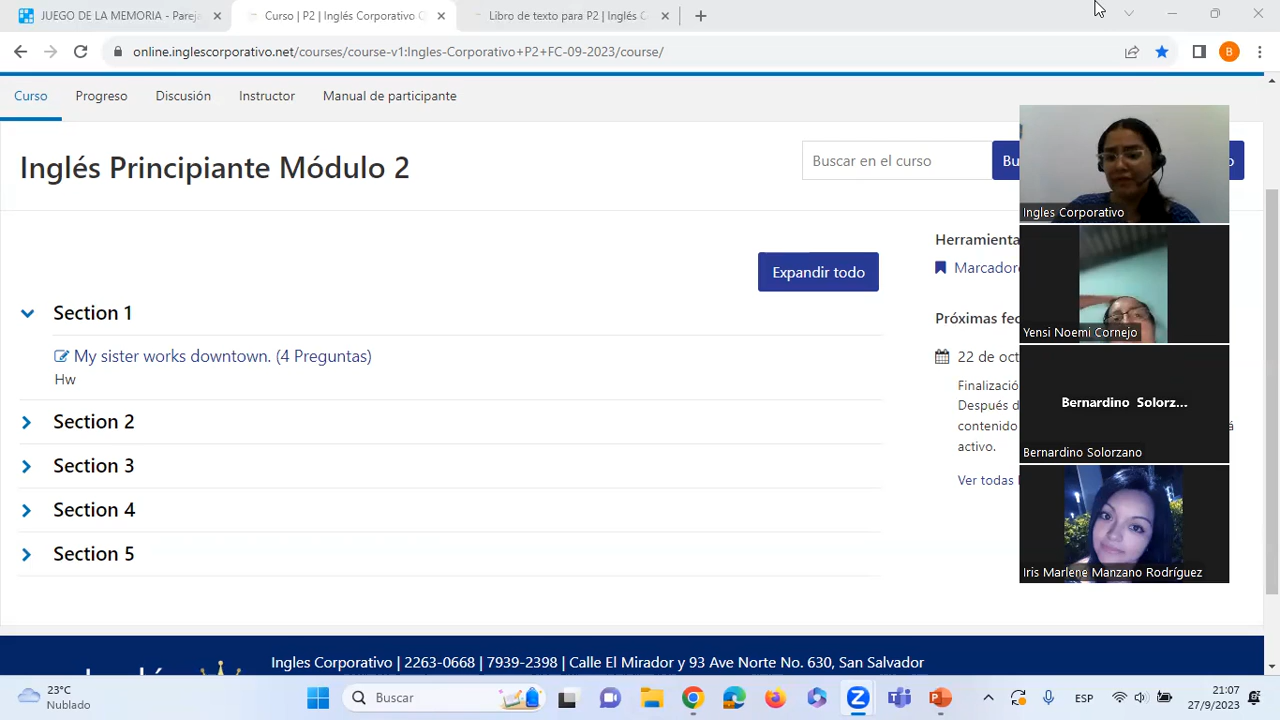 JUEGO DE LA MEMORIA - Pareja
Curso | P2 | Inglés Corporativo C
Libro de texto para P2 | Inglés C
online.inglescorporativo.net/courses/course-v1:Ingles-Corporativo+P2+FC-09-2023/course/
B
Curso
Progreso
Discusión
Instructor
Manual de participante
Inglés Principiante Módulo 2
Buscar en el curso
Bu
o
Ingles Corporativo
Expandir todo
Herramienta
Marcador
Section 1
Próximas fec
Yensi Noemi Cornejo
My sister works downtown. (4 Preguntas)
22 de oct
Hw
Finalizació
Después d
contenido
á
activo.
Bernardino Solorz...
Bernardino Solorzano
Section 2
Section 3
Ver todas l
Section 4
Section 5
Iris Marlene Manzano Rodríguez
Ingles Corporativo | 2263-0668 | 7939-2398 | Calle El Mirador y 93 Ave Norte No. 630, San Salvador
23°C
Nublado
Buscar
ESP
21:07
27/9/2023